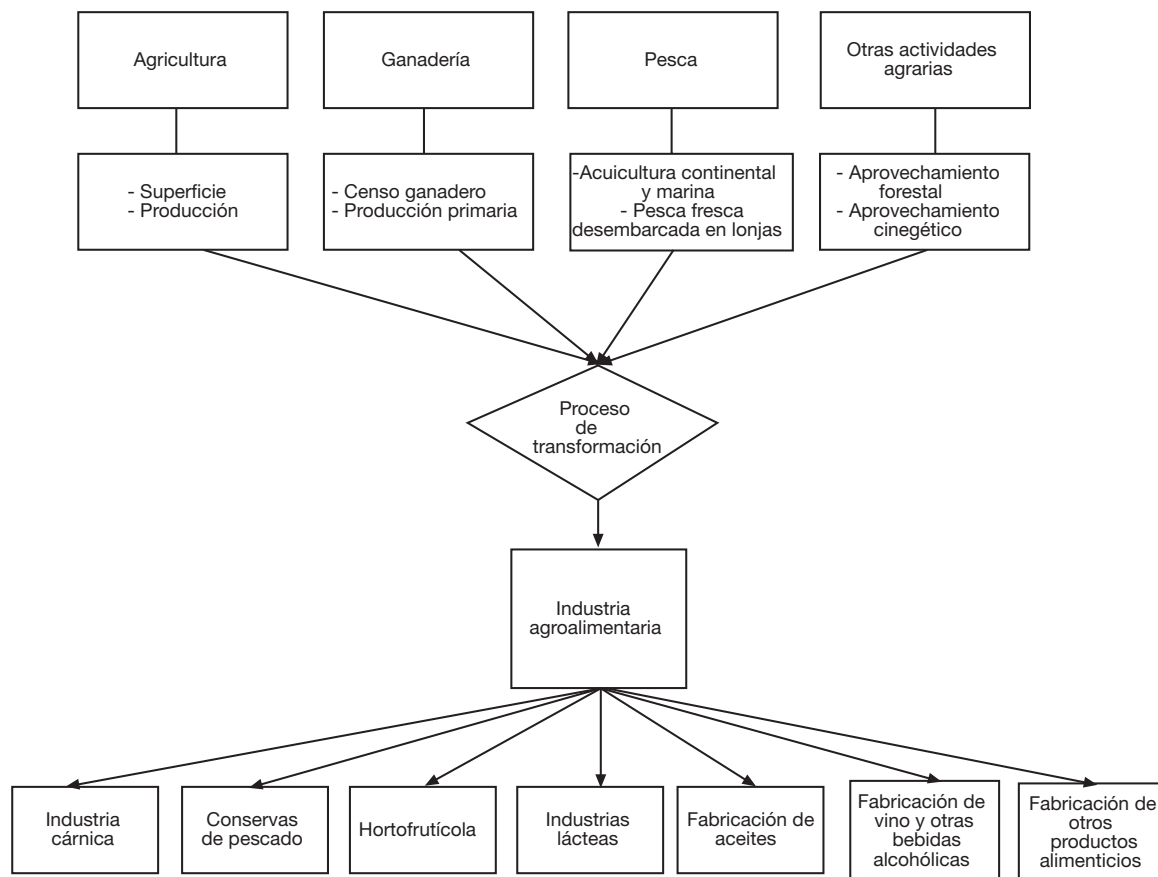 Agricultura
Ganadería
Pesca
Otras actividades
agrarias
- Superficie
- Producción
- Censo ganadero
- Producción primaria
-Acuicultura continental
y marina
- Pesca fresca
desembarcada en lonjas
- Aprovechamiento
forestal
- Aprovechamiento
cinegético
Proceso
de
transformación
Industria
agroalimentaria
Industria
cárnica
Conservas
de pescado
Hortofrutícola
Industrias
lácteas
Fabricación de
aceites
Fabricación de
vino y otras
bebidas
alcohólicas
Fabricación de
otros
productos
alimenticios